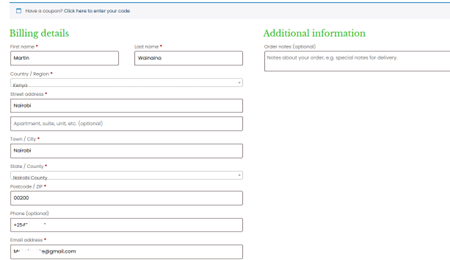 Have a coupon? Click here to enter your code
Billing details
Additional information
First name *
Last name *
Order notes (optional)
Martin
Wainaina
Notes about your order, e.g. special notes for delivery.
Country / Region *
Kenya
Street address *
Nairobi
Apartment, suite, unit, etc. (optional)
Town / City *
Nairobi
State / County *
Nairobi County
Postcode / ZIP *
00200
Phone (optional)
+254
Email address *
@gmail.com